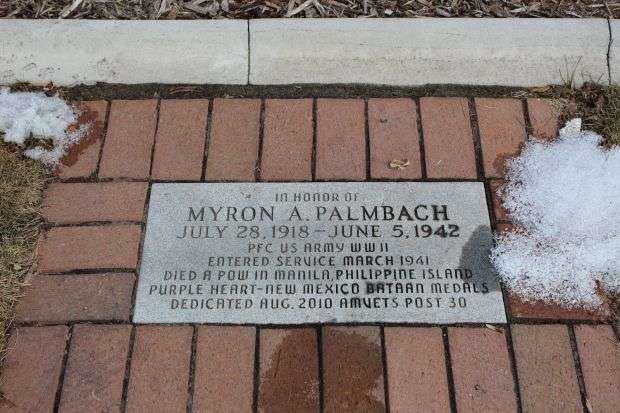 IN HONOR OF
MYRON A. PALMBACH
JULY 28, 1918 – JUNE 5, 1942
PFC US ARMY WW II
ENTERED SERVICE MARCH 1941
DIED A POW IN MANILA, PHILIPPINE ISLAND
PURPLE HEART-NEW MEXICO BATAAN MEDALS
DEDICATED AUG. 2010 AMVETS POST 30